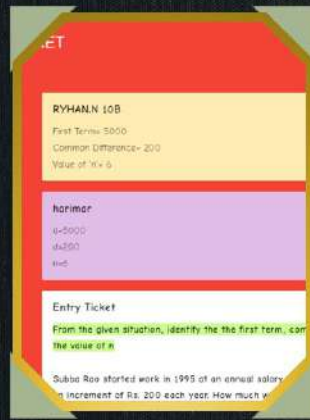 KET
RYHAN.N 10B
First Term= 5000
Common Difference= 200
Value of 'n'= 6
harimar
a=5000
d=200
n=6
Entry Ticket
From the given situation, identify the the first term, com
the value of n
Subba Rao started work in 1995 at an annual salary
an increment of Rs. 200 each year. How much w